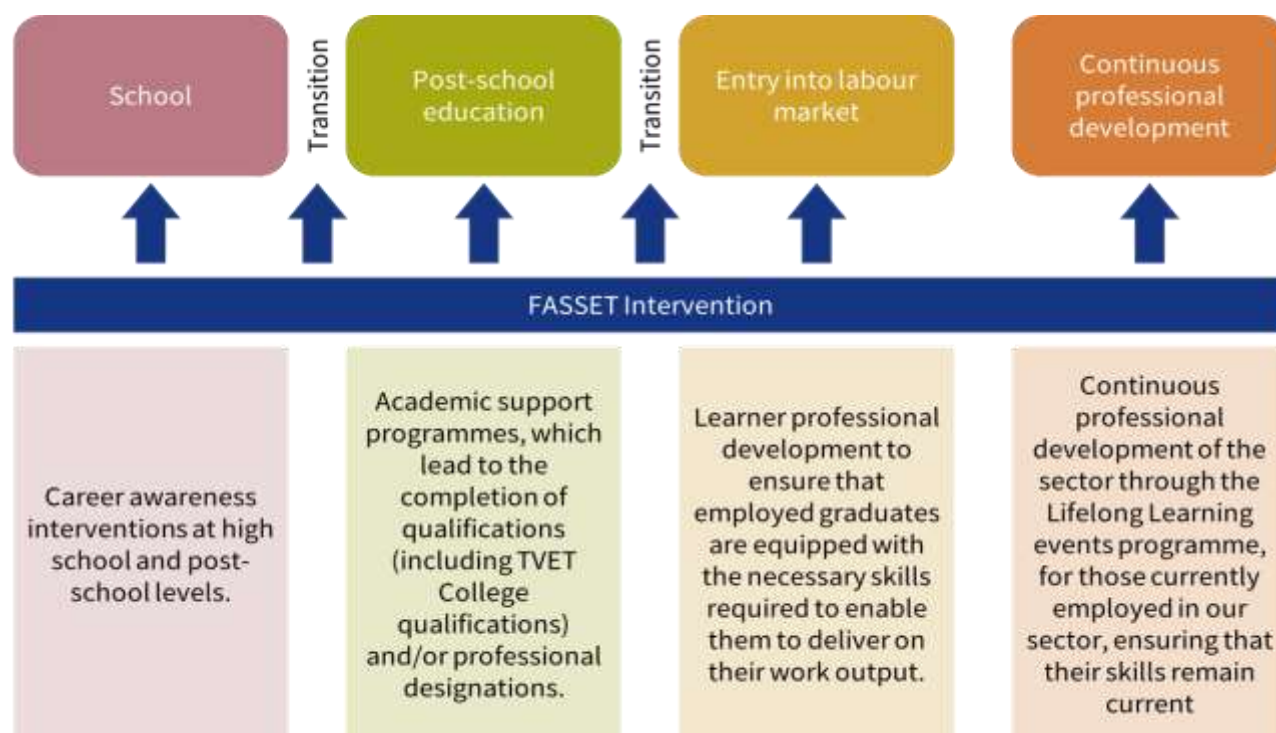 School
Transition
Post-school
education
Transition
Entry into labour
market
Continuous
professional
development
FASSET Intervention
Career awareness
interventions at high
school and post-
school levels.
Academic support
programmes, which
lead to the
completion of
qualifications
(including TVET
College
qualifications)
and/or professional
designations.
Learner professional
development to
ensure that
employed graduates
are equipped with
the necessary skills
required to enable
them to deliver on
their work output.
Continuous
professional
development of the
sector through the
Lifelong Learning
events programme,
for those currently
employed in our
sector, ensuring that
their skills remain
current